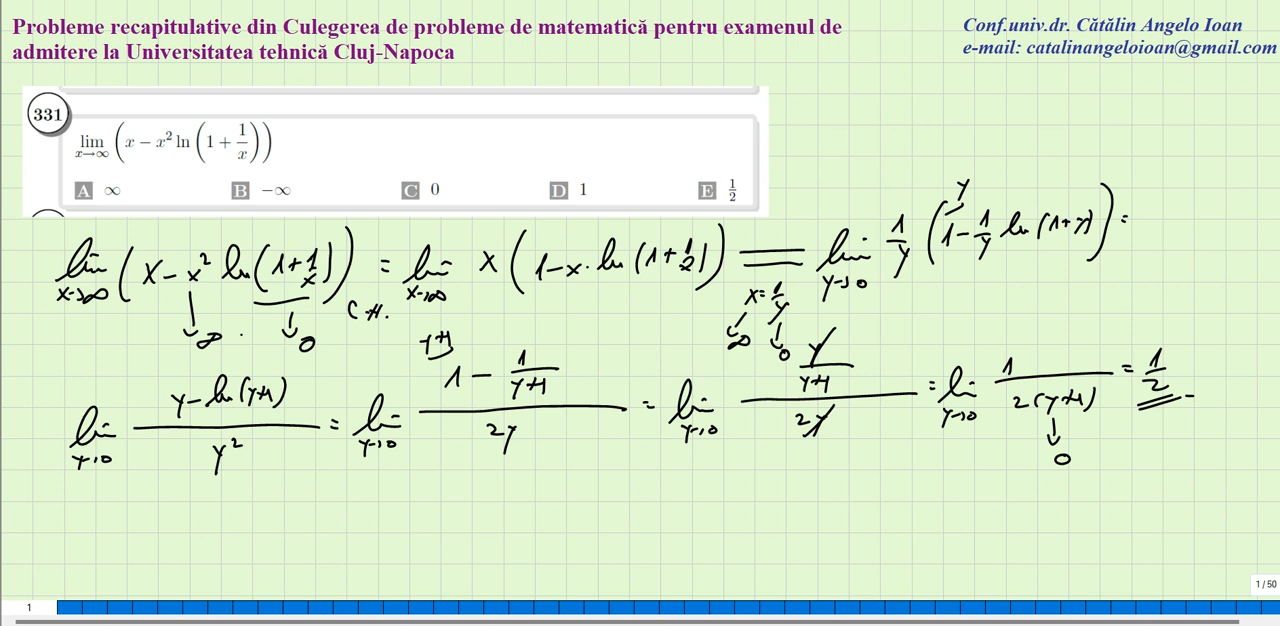 Probleme recapitulative din Culegerea de probleme de matematică pentru examenul de
admitere la Universitatea tehnică Cluj-Napoca
Conf.univ.dr. Cătălin Angelo Ioan
e-mail: catalinangeloioan@gmail.com
331
lim x→∞ (x − x² ln(1 + 1/x))
A ∞ B −∞ C 0 D 1 E 1/2
lim x→∞ (x − x² ln(1+1/x)) = lim x→∞ x(1 − x · ln(1+1/x)) = lim y→0 1/y (1 − 1/y ln(1+y)) =
y
↓ ∞ · ↓ 0 x = 1/y ↓ ∞ ↓ 0
lim y→0 (y − ln(y+1))/y² = lim y→0 (1 − 1/(y+1))/2y = lim y→0 (y/(y+1))/2y = lim y→0 1/(2(y+1)) = 1/2
↓ 0
1/50
1